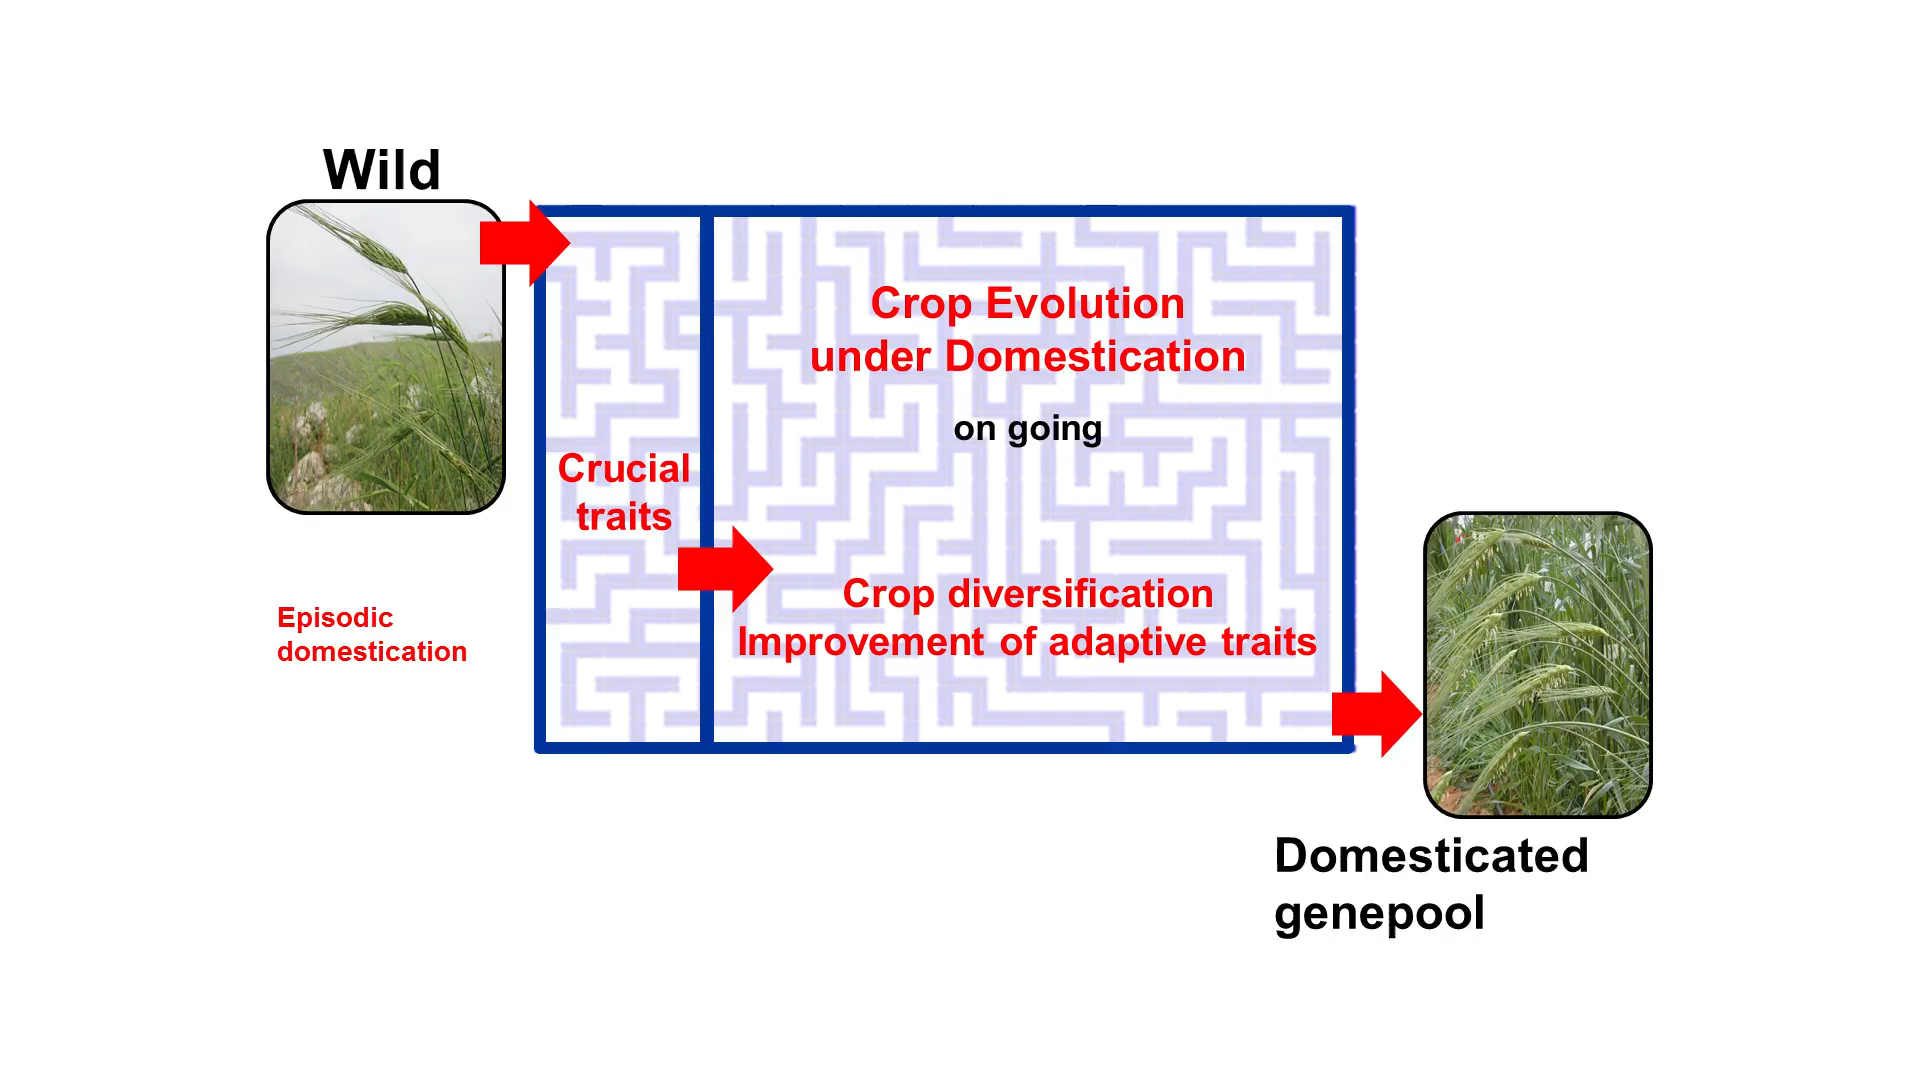 Wild
Crop Evolution
under Domestication
on going
Crucial
traits
Crop diversification
Improvement of adaptive traits
Episodic
domestication
Domesticated
genepool